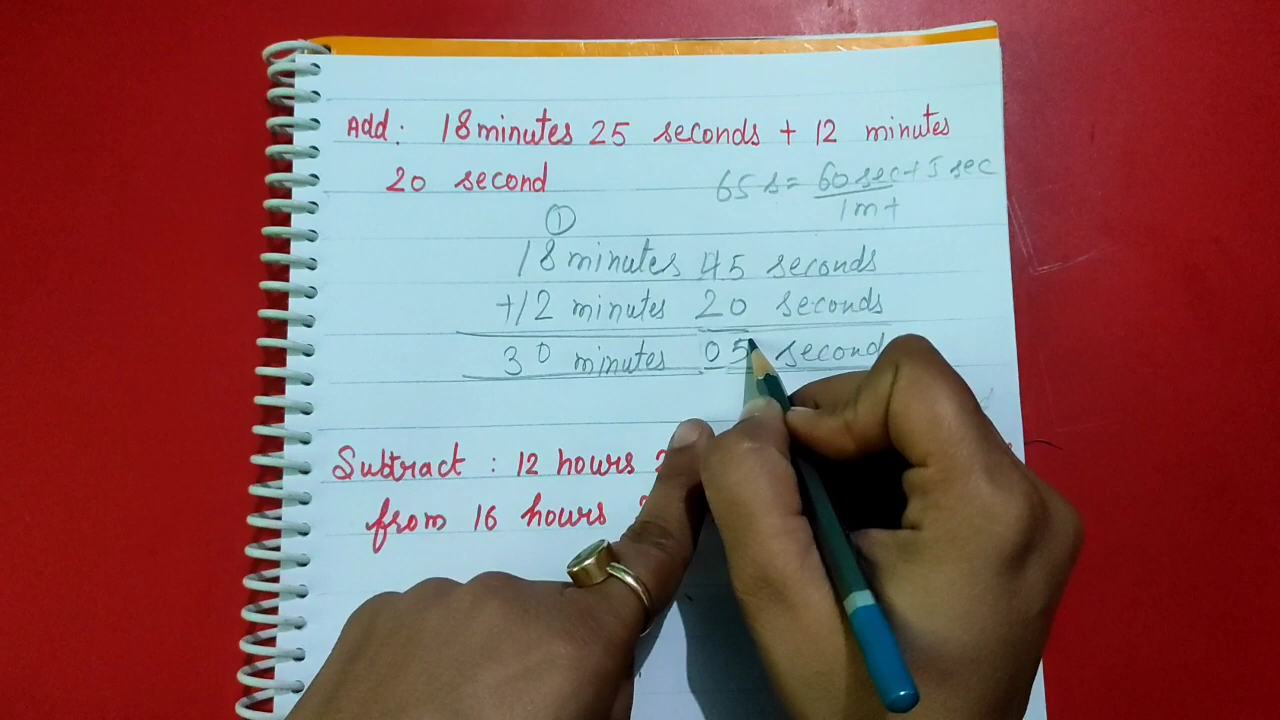 Add: 18 minutes 25 seconds + 12 minutes
20 second
65 s = 60 sec + 5 sec
1 mt
1
18 minutes 45 seconds
+12 minutes 20 seconds
30 minutes 05 second
Subtract: 12 hours
from 16 hours